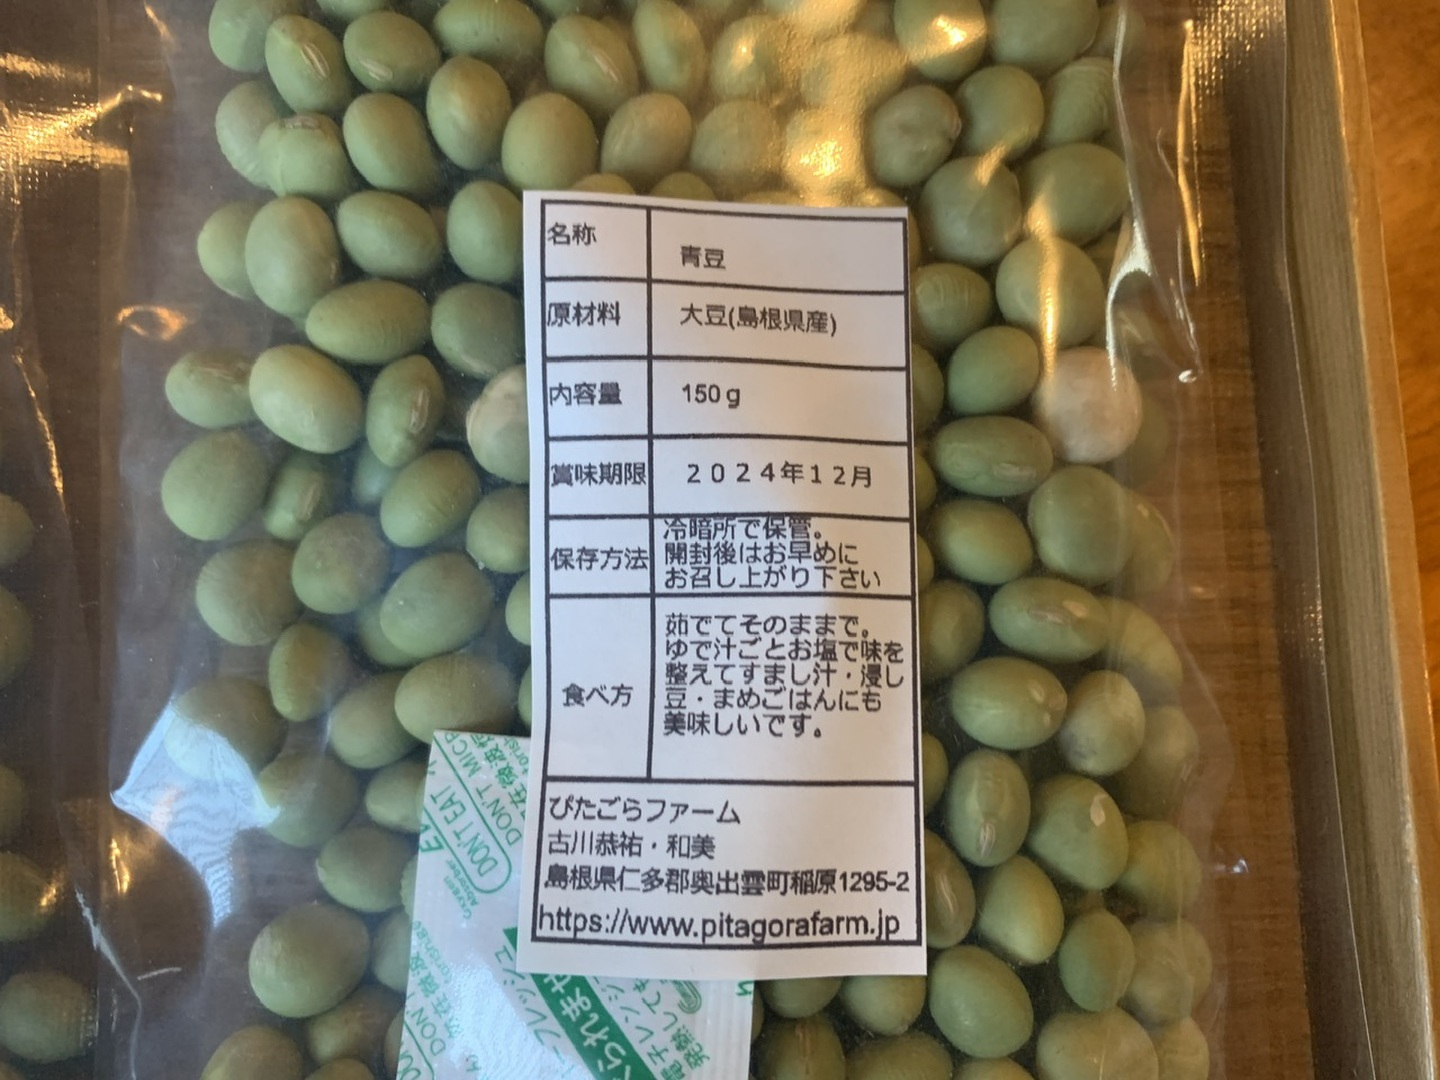 名称
青豆
原材料
大豆(島根県産)
内容量
150g
賞味期限
2024年12月
保存方法
冷暗所で保管。
開封後はお早めに
お召し上がり下さい
食べ方
茹でてそのままで。
ゆで汁ごとお塩で味を
整えてすまし汁・浸し
豆・まめごはんにも
美味しいです。
ぴたごらファーム
古川恭祐・和美
島根県仁多郡奥出雲町稲原1295-2
https://www.pitagorafarm.jp
DON'T EAT
DON'T